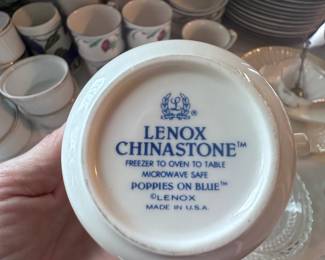 L
LENOX
CHINASTONE™
FREEZER TO OVEN TO TABLE
MICROWAVE SAFE
POPPIES ON BLUE™
©LENOX
MADE IN U.S.A.